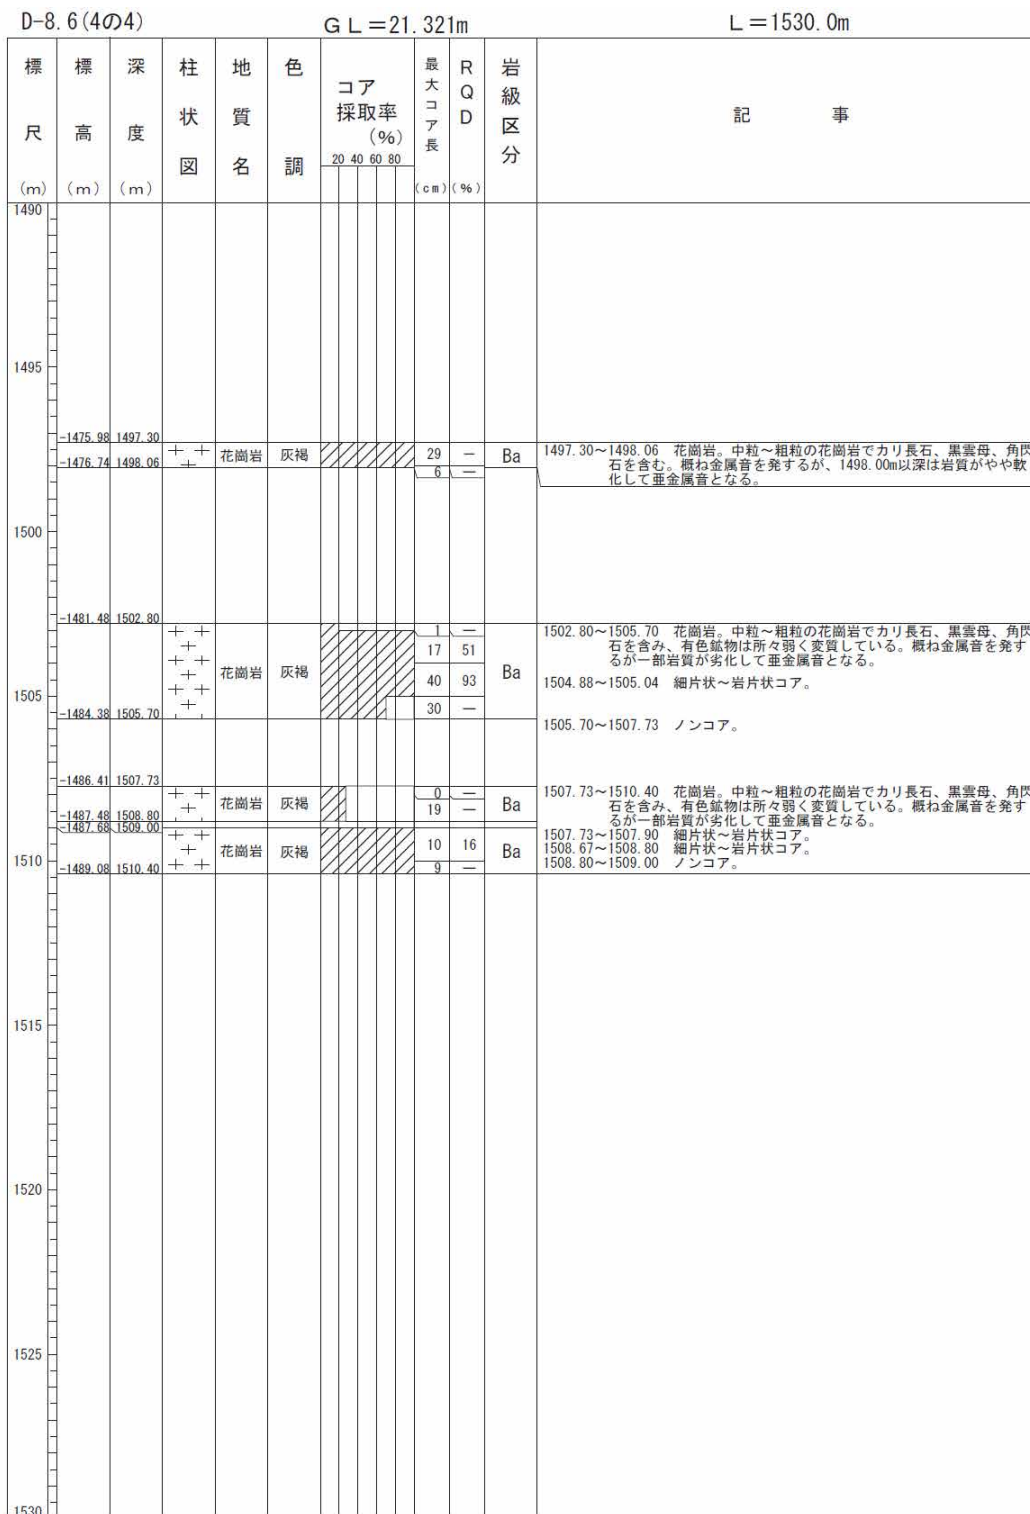 D-8.6(4の4) GL=21.321m L=1530.0m
標尺(m) 標高(m) 深度(m) 柱状図 地質名 色調 コア採取率(%) 最大コア長(cm) RQD(%) 岩級区分 記事
20 40 60 80
1490
1495
-1475.98 1497.30
花崗岩 灰褐 29 — Ba 1497.30～1498.06 花崗岩。中粒～粗粒の花崗岩でカリ長石、黒雲母、角閃
-1476.74 1498.06 6 — 石を含む。概ね金属音を発するが、1498.00m以深は岩質がやや軟
化して亜金属音となる。
1500
-1481.48 1502.80
1 — 1502.80～1505.70 花崗岩。中粒～粗粒の花崗岩でカリ長石、黒雲母、角閃
17 51 石を含み、有色鉱物は所々弱く変質している。概ね金属音を発す
るが一部岩質が劣化して亜金属音となる。
花崗岩 灰褐 40 93 Ba 1504.88～1505.04 細片状～岩片状コア。
1505
30 —
-1484.38 1505.70
1505.70～1507.73 ノンコア。
-1486.41 1507.73
0 — 1507.73～1510.40 花崗岩。中粒～粗粒の花崗岩でカリ長石、黒雲母、角閃
花崗岩 灰褐 19 — Ba 石を含み、有色鉱物は所々弱く変質している。概ね金属音を発す
-1487.48 1508.80 るが一部岩質が劣化して亜金属音となる。
-1487.68 1509.00 1507.73～1507.90 細片状～岩片状コア。
花崗岩 灰褐 10 16 Ba 1508.67～1508.80 細片状～岩片状コア。
1510 1508.80～1509.00 ノンコア。
-1489.08 1510.40 9 —
1515
1520
1525
1530